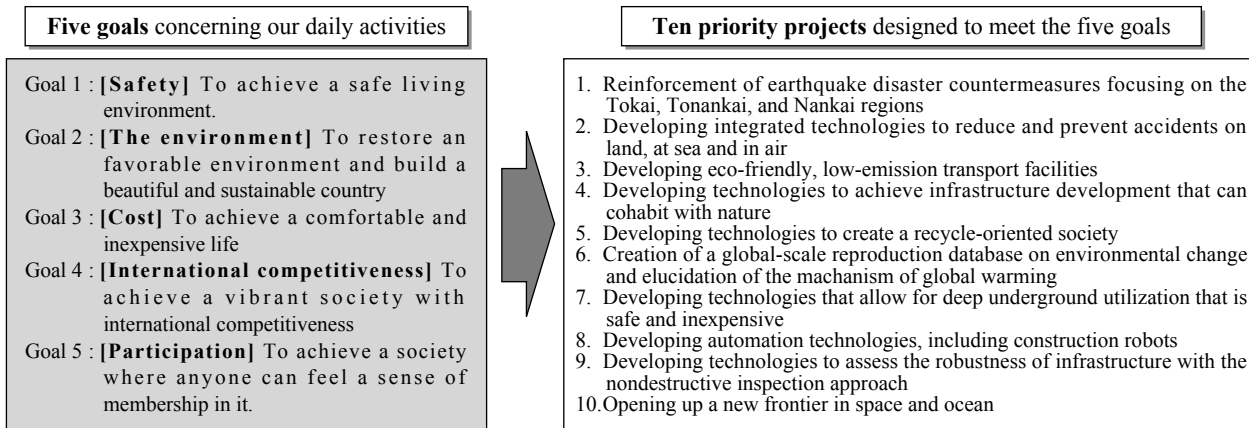 Five goals concerning our daily activities
Goal 1 : [Safety] To achieve a safe living
environment.
Goal 2 : [The environment] To restore an
favorable environment and build a
beautiful and sustainable country
Goal 3 : [Cost] To achieve a comfortable and
inexpensive life
Goal 4 : [International competitiveness] To
achieve a vibrant society with
international competitiveness
Goal 5 : [Participation] To achieve a society
where anyone can feel a sense of
membership in it.
Ten priority projects designed to meet the five goals
1. Reinforcement of earthquake disaster countermeasures focusing on the
Tokai, Tonankai, and Nankai regions
2. Developing integrated technologies to reduce and prevent accidents on
land, at sea and in air
3. Developing eco-friendly, low-emission transport facilities
4. Developing technologies to achieve infrastructure development that can
cohabit with nature
5. Developing technologies to create a recycle-oriented society
6. Creation of a global-scale reproduction database on environmental change
and elucidation of the machanism of global warming
7. Developing technologies that allow for deep underground utilization that is
safe and inexpensive
8. Developing automation technologies, including construction robots
9. Developing technologies to assess the robustness of infrastructure with the
nondestructive inspection approach
10.Opening up a new frontier in space and ocean